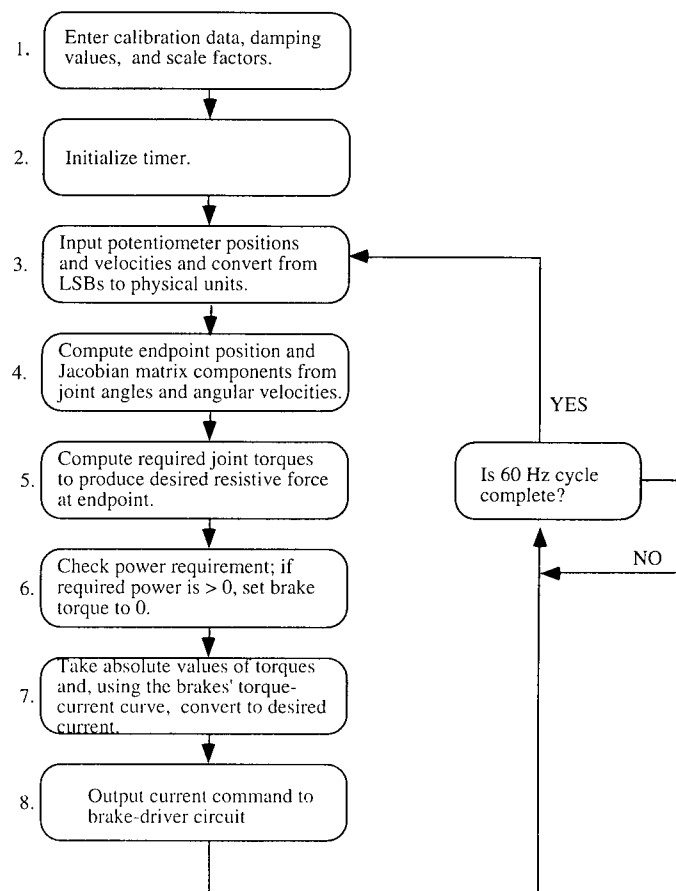 1. Enter calibration data, damping
values, and scale factors.
2. Initialize timer.
3. Input potentiometer positions
and velocities and convert from
LSBs to physical units.
4. Compute endpoint position and
Jacobian matrix components from
joint angles and angular velocities.
5. Compute required joint torques
to produce desired resistive force
at endpoint.
6. Check power requirement; if
required power is > 0, set brake
torque to 0.
7. Take absolute values of torques
and, using the brakes' torque-
current curve, convert to desired
current.
8. Output current command to
brake-driver circuit
YES
Is 60 Hz cycle
complete?
NO